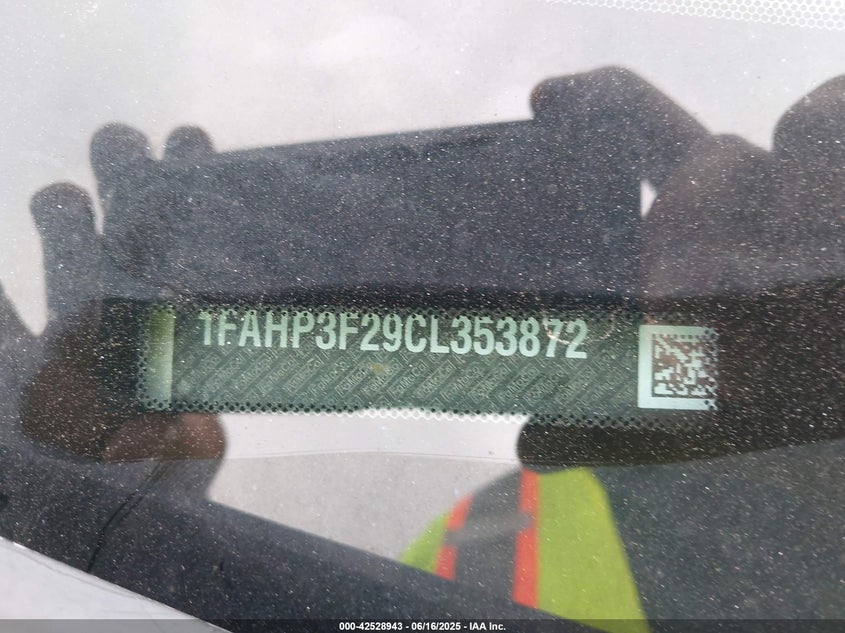 1FAHP3F29CL353872
000-42528943 - 06/16/2025 - IAA Inc.